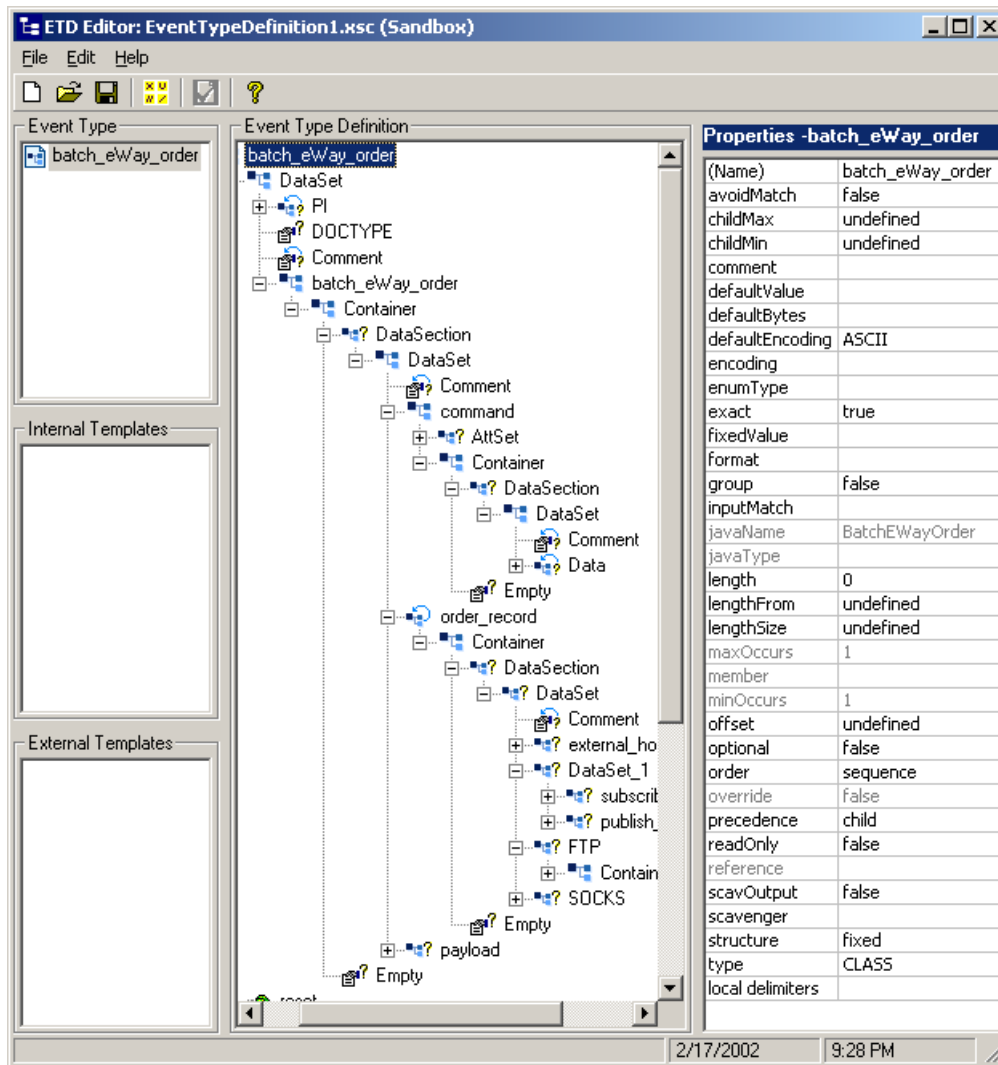 ETD Editor: EventTypeDefinition1.xsc (Sandbox)
File Edit Help
Event Type
batch_eWay_order
Internal Templates
External Templates
Event Type Definition
batch_eWay_order
DataSet
PI
DOCTYPE
Comment
batch_eWay_order
Container
DataSection
DataSet
Comment
command
AttSet
Container
DataSection
DataSet
Comment
Data
Empty
order_record
Container
DataSection
DataSet
Comment
external_ho
DataSet_1
subscrib
publish_
FTP
Contain
SOCKS
Empty
payload
Empty
Properties -batch_eWay_order
(Name) batch_eWay_order
avoidMatch false
childMax undefined
childMin undefined
comment
defaultValue
defaultBytes
defaultEncoding ASCII
encoding
enumType
exact true
fixedValue
format
group false
inputMatch
javaName BatchEWayOrder
javaType
length 0
lengthFrom undefined
lengthSize undefined
maxOccurs 1
member
minOccurs 1
offset undefined
optional false
order sequence
override false
precedence child
readOnly false
reference
scavOutput false
scavenger
structure fixed
type CLASS
local delimiters
2/17/2002 9:28 PM